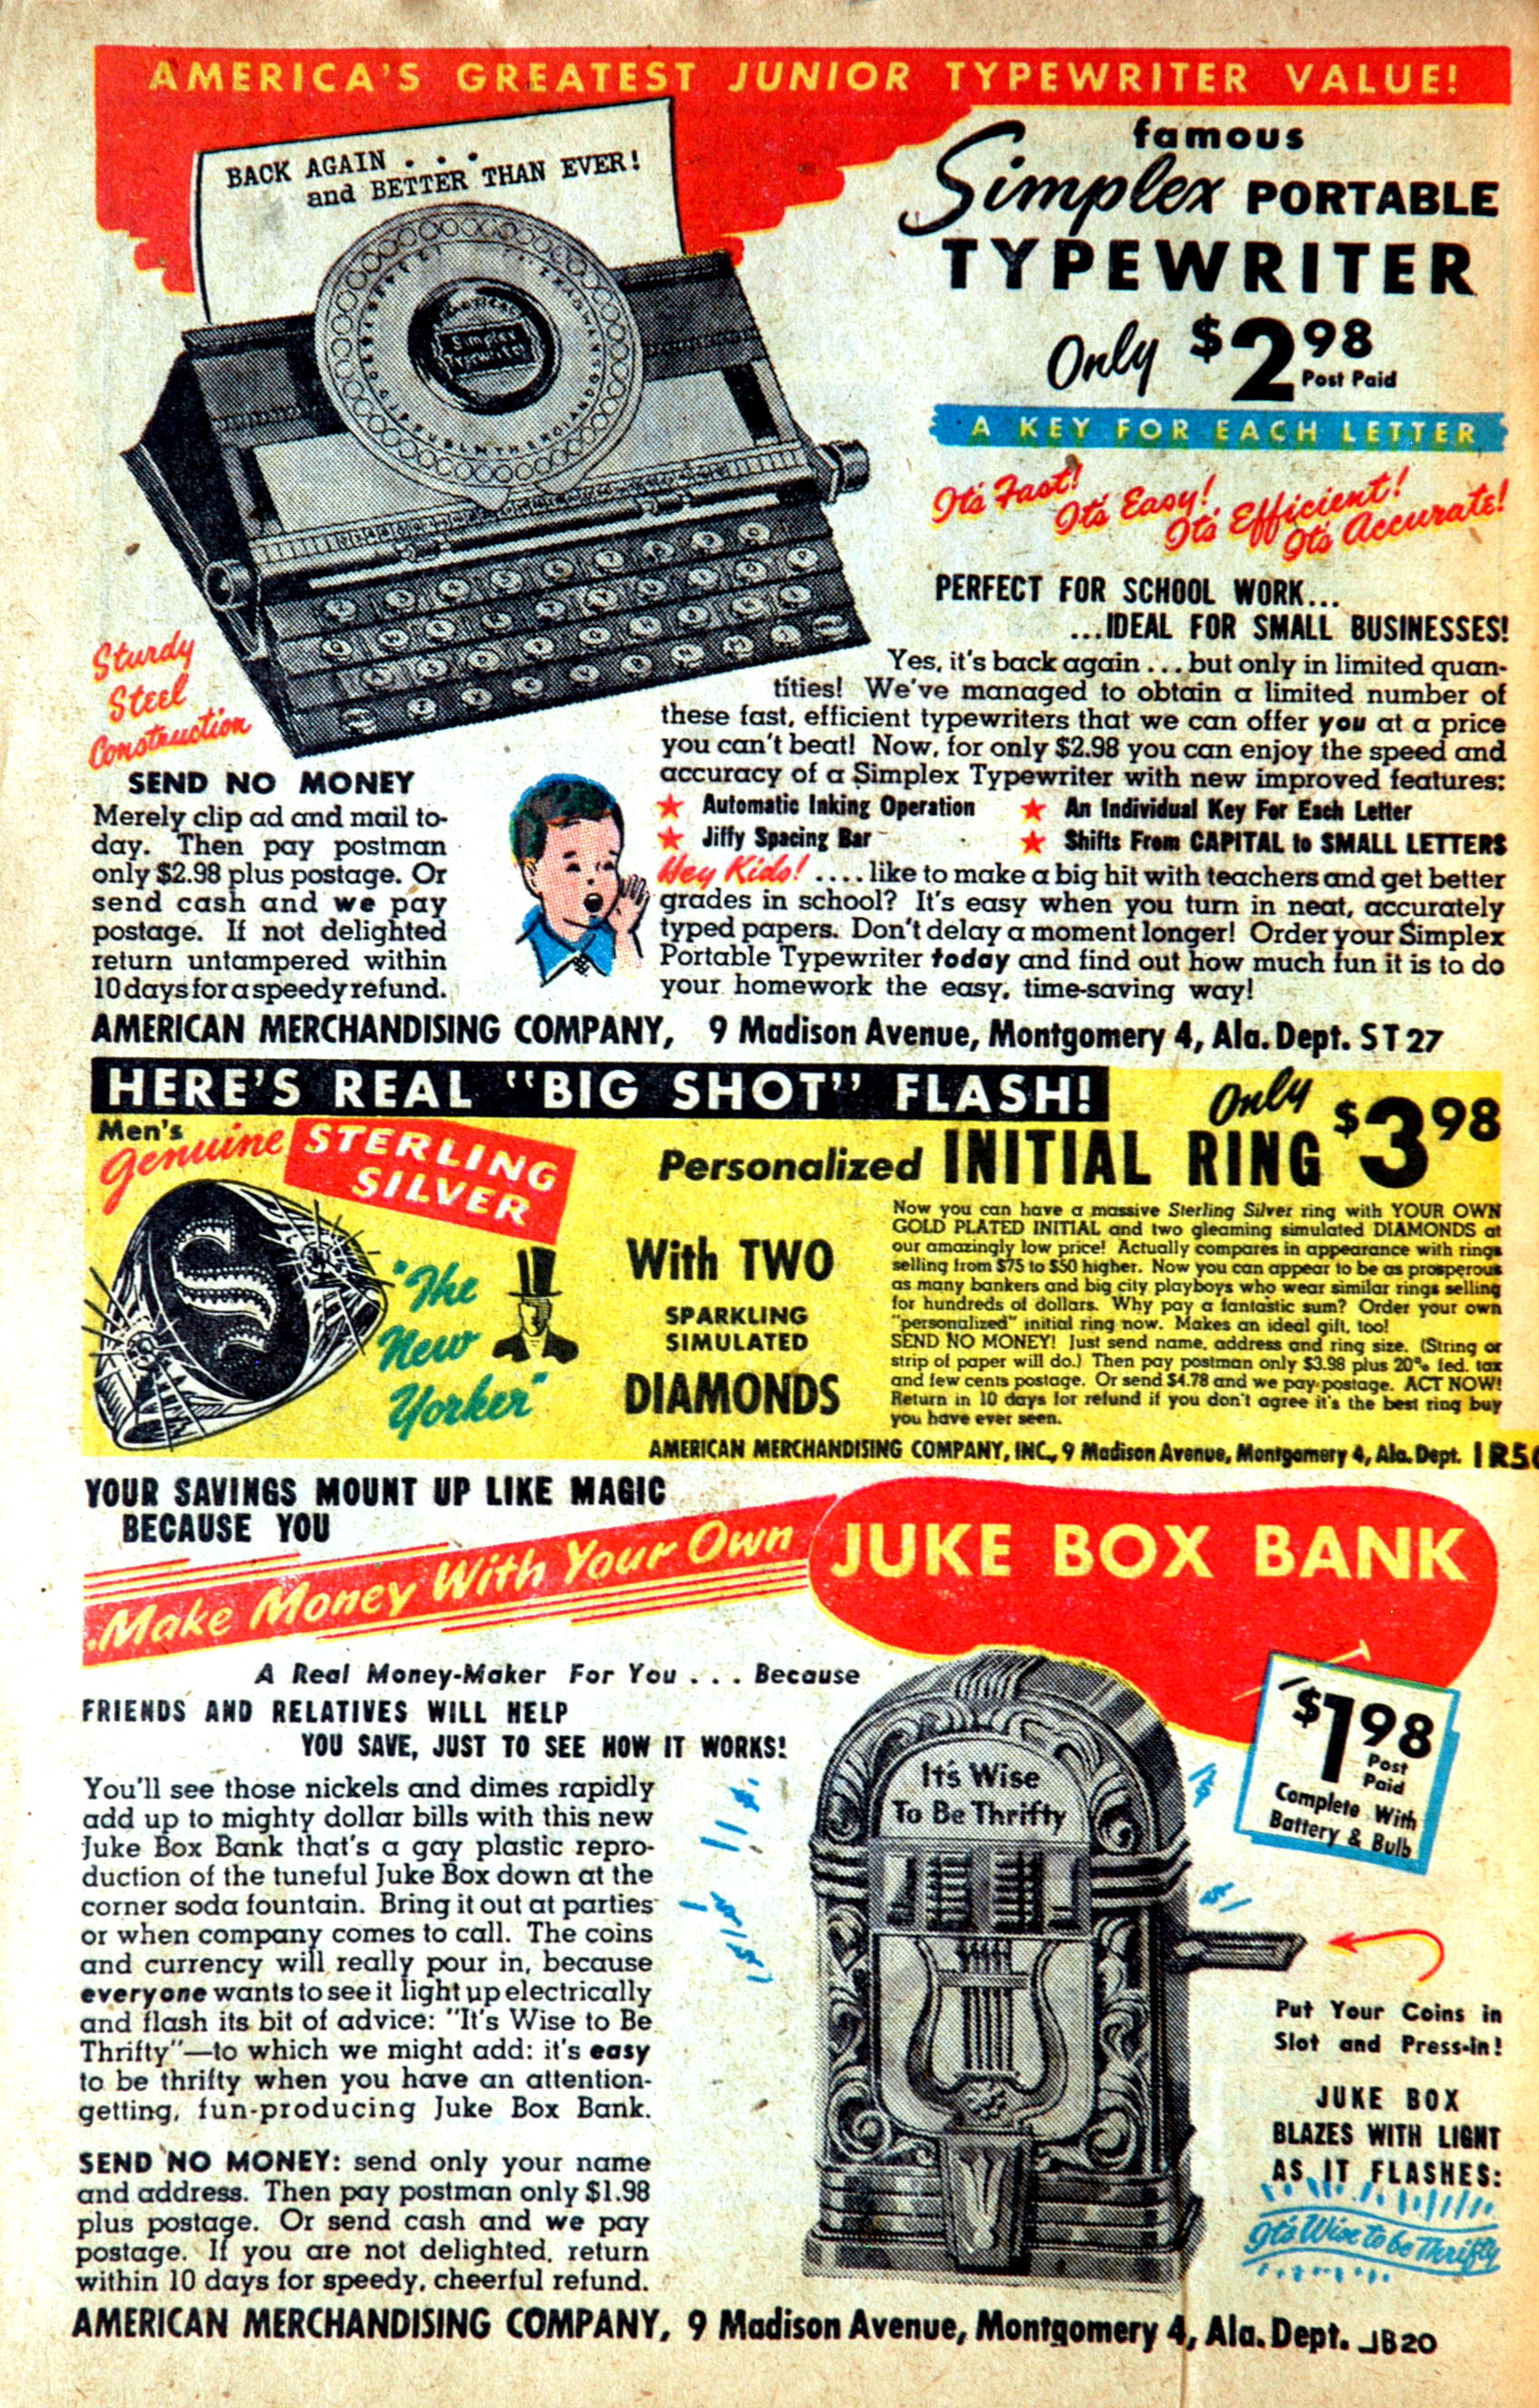 AMERICA'S GREATEST JUNIOR TYPEWRITER VALUE!
BACK AGAIN . . .
and BETTER THAN EVER!
Simplex
Typewriter
famous
Simplex PORTABLE
TYPEWRITER
Only $2.98
Post Paid
A KEY FOR EACH LETTER
It's Fast!
It's Easy!
It's Efficient!
It's Accurate!
PERFECT FOR SCHOOL WORK...
...IDEAL FOR SMALL BUSINESSES!
Sturdy
Steel
Construction
Yes, it's back again . . . but only in limited quan-
tities! We've managed to obtain a limited number of
these fast, efficient typewriters that we can offer you at a price
you can't beat! Now, for only $2.98 you can enjoy the speed and
accuracy of a Simplex Typewriter with new improved features:
★ Automatic Inking Operation ★ An Individual Key For Each Letter
★ Jiffy Spacing Bar ★ Shifts From CAPITAL to SMALL LETTERS
Hey Kids! .... like to make a big hit with teachers and get better
grades in school? It's easy when you turn in neat, accurately
typed papers. Don't delay a moment longer! Order your Simplex
Portable Typewriter today and find out how much fun it is to do
your homework the easy, time-saving way!
SEND NO MONEY
Merely clip ad and mail to-
day. Then pay postman
only $2.98 plus postage. Or
send cash and we pay
postage. If not delighted
return untampered within
10 days for a speedy refund.
AMERICAN MERCHANDISING COMPANY, 9 Madison Avenue, Montgomery 4, Ala. Dept. ST 27
HERE'S REAL "BIG SHOT" FLASH!
Men's
genuine STERLING
SILVER
S
"The
New
Yorker"
Only $3.98
Personalized INITIAL RING
With TWO
SPARKLING
SIMULATED
DIAMONDS
Now you can have a massive Sterling Silver ring with YOUR OWN
GOLD PLATED INITIAL and two gleaming simulated DIAMONDS at
our amazingly low price! Actually compares in appearance with rings
selling from $75 to $50 higher. Now you can appear to be as prosperous
as many bankers and big city playboys who wear similar rings selling
for hundreds of dollars. Why pay a fantastic sum? Order your own
"personalized" initial ring now. Makes an ideal gift, too!
SEND NO MONEY! Just send name, address and ring size. (String or
strip of paper will do.) Then pay postman only $3.98 plus 20% fed. tax
and few cents postage. Or send $4.78 and we pay postage. ACT NOW!
Return in 10 days for refund if you don't agree it's the best ring buy
you have ever seen.
AMERICAN MERCHANDISING COMPANY, INC., 9 Madison Avenue, Montgomery 4, Ala. Dept.
YOUR SAVINGS MOUNT UP LIKE MAGIC
BECAUSE YOU
Make Money With Your Own
JUKE BOX BANK
A Real Money-Maker For You . . . Because
FRIENDS AND RELATIVES WILL HELP
YOU SAVE, JUST TO SEE HOW IT WORKS!
You'll see those nickels and dimes rapidly
add up to mighty dollar bills with this new
Juke Box Bank that's a gay plastic repro-
duction of the tuneful Juke Box down at the
corner soda fountain. Bring it out at parties
or when company comes to call. The coins
and currency will really pour in, because
everyone wants to see it light up electrically
and flash its bit of advice: "It's Wise to Be
Thrifty"—to which we might add: it's easy
to be thrifty when you have an attention-
getting, fun-producing Juke Box Bank.
SEND NO MONEY: send only your name
and address. Then pay postman only $1.98
plus postage. Or send cash and we pay
postage. If you are not delighted, return
within 10 days for speedy, cheerful refund.
It's Wise
To Be Thrifty
$1.98
Post
Paid
Complete With
Battery & Bulb
Put Your Coins in
Slot and Press-in!
JUKE BOX
BLAZES WITH LIGHT
AS IT FLASHES:
It's Wise to be Thrifty
AMERICAN MERCHANDISING COMPANY, 9 Madison Avenue, Montgomery 4, Ala. Dept. JB20